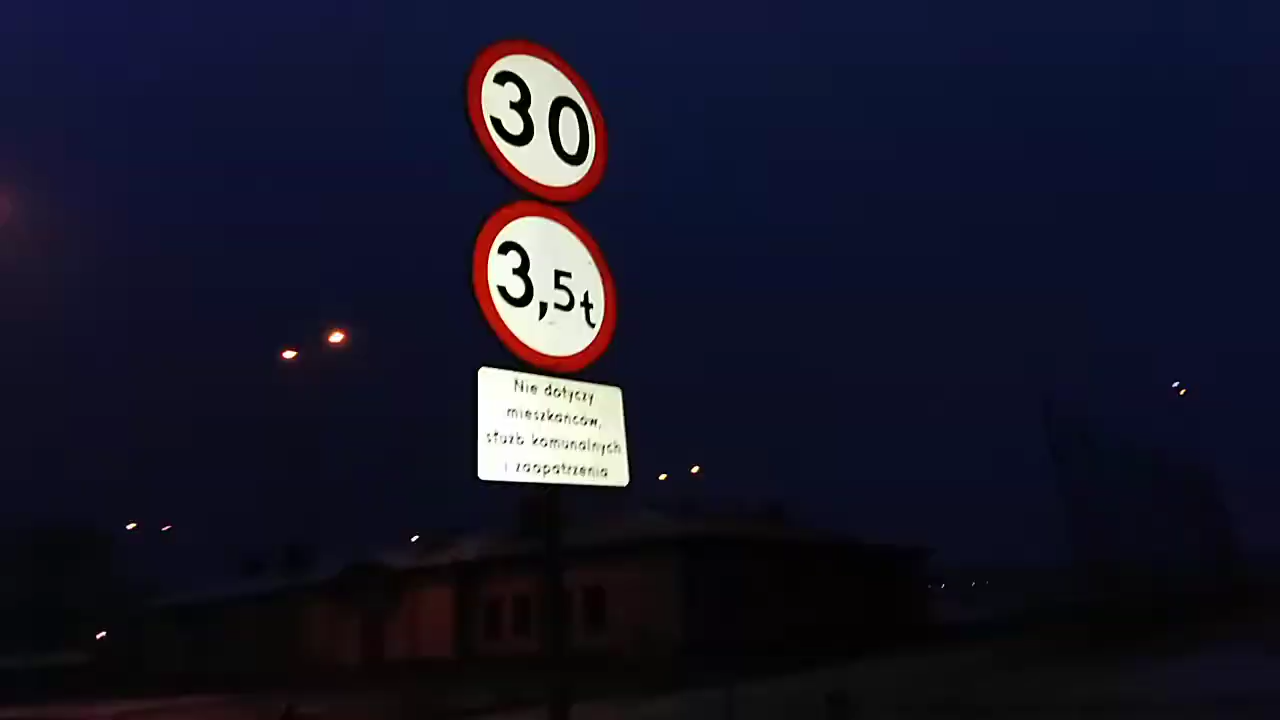 30
3,5t
Nie dotyczy
mieszkańców,
służb komunalnych
i zaopatrzenia